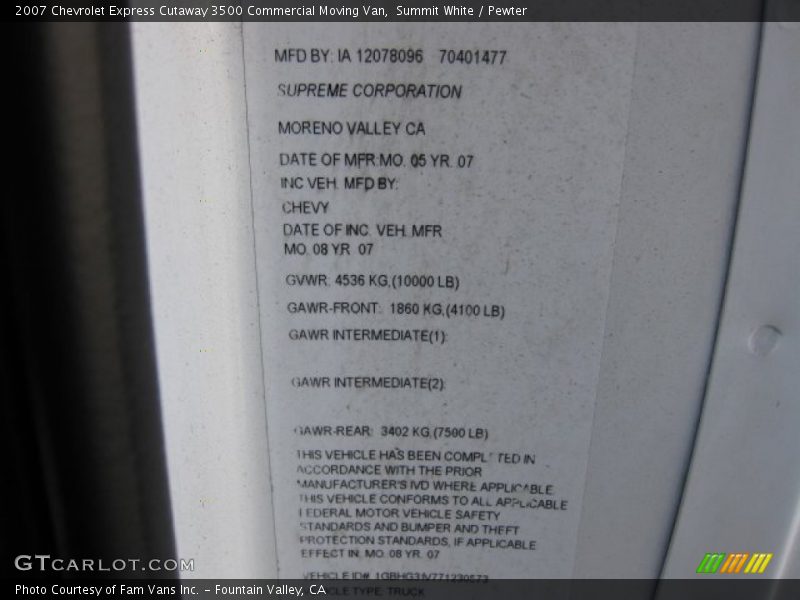 2007 Chevrolet Express Cutaway 3500 Commercial Moving Van, Summit White / Pewter
MFD BY: IA 12078096 70401477
SUPREME CORPORATION
MORENO VALLEY CA
DATE OF MFR:MO. 05 YR. 07
INC VEH. MFD BY:
CHEVY
DATE OF INC. VEH. MFR
MO. 08 YR 07
GVWR: 4536 KG,(10000 LB)
GAWR-FRONT: 1860 KG,(4100 LB)
GAWR INTERMEDIATE(1):
GAWR INTERMEDIATE(2):
GAWR-REAR: 3402 KG,(7500 LB)
THIS VEHICLE HAS BEEN COMPLETED IN
ACCORDANCE WITH THE PRIOR
MANUFACTURER'S IVD WHERE APPLICABLE.
THIS VEHICLE CONFORMS TO ALL APPLICABLE
FEDERAL MOTOR VEHICLE SAFETY
STANDARDS AND BUMPER AND THEFT
PROTECTION STANDARDS, IF APPLICABLE
EFFECT IN: MO. 08 YR. 07
VEHICLE ID#
VEHICLE TYPE: TRUCK
GTCARLOT.COM
Photo Courtesy of Fam Vans Inc. – Fountain Valley, CA